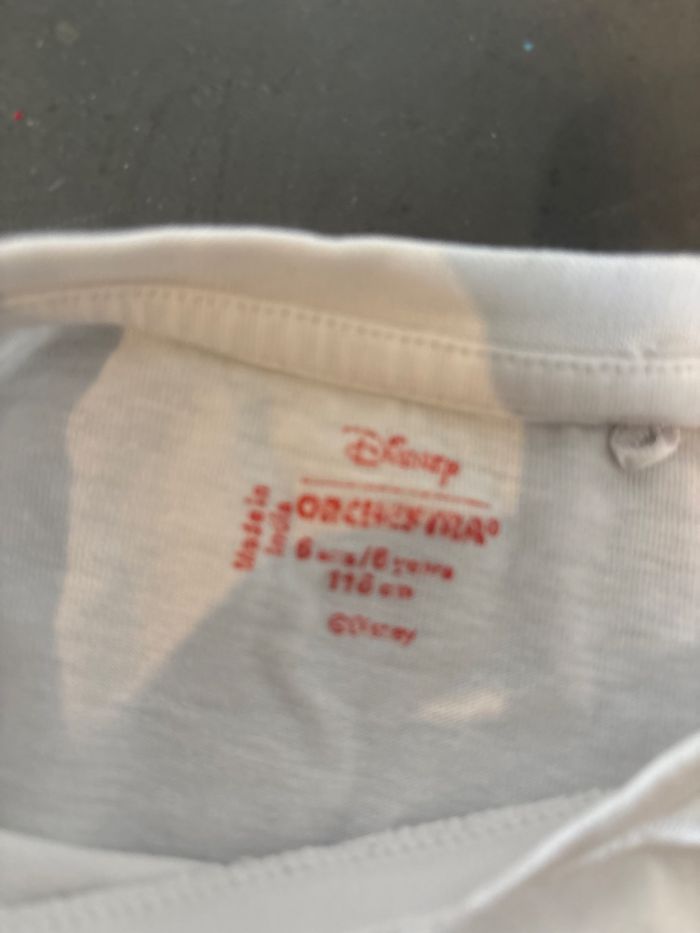 Disney
ORCHESTRA®
6 ans/6 years
116 cm
©Disney
Made in
India